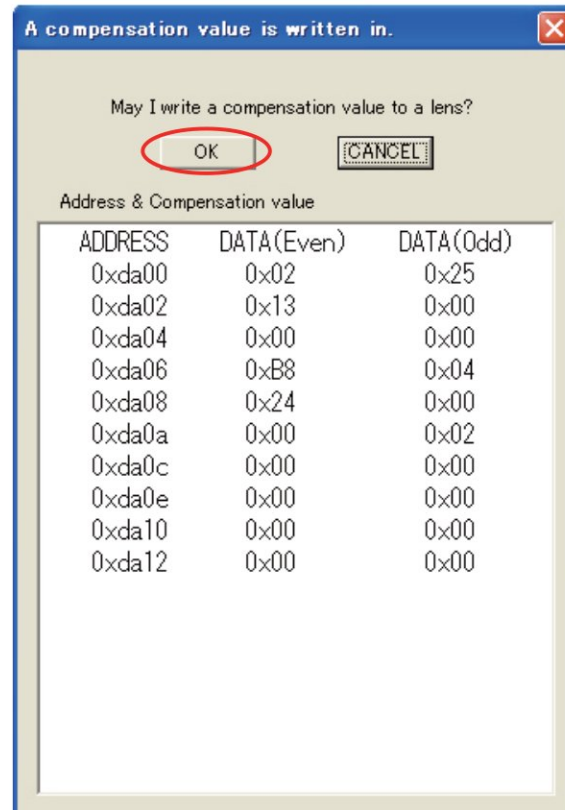 A compensation value is written in.
May I write a compensation value to a lens?
OK CANCEL
Address & Compensation value
ADDRESS DATA(Even) DATA(Odd)
0xda00 0x02 0x25
0xda02 0x13 0x00
0xda04 0x00 0x00
0xda06 0xB8 0x04
0xda08 0x24 0x00
0xda0a 0x00 0x02
0xda0c 0x00 0x00
0xda0e 0x00 0x00
0xda10 0x00 0x00
0xda12 0x00 0x00